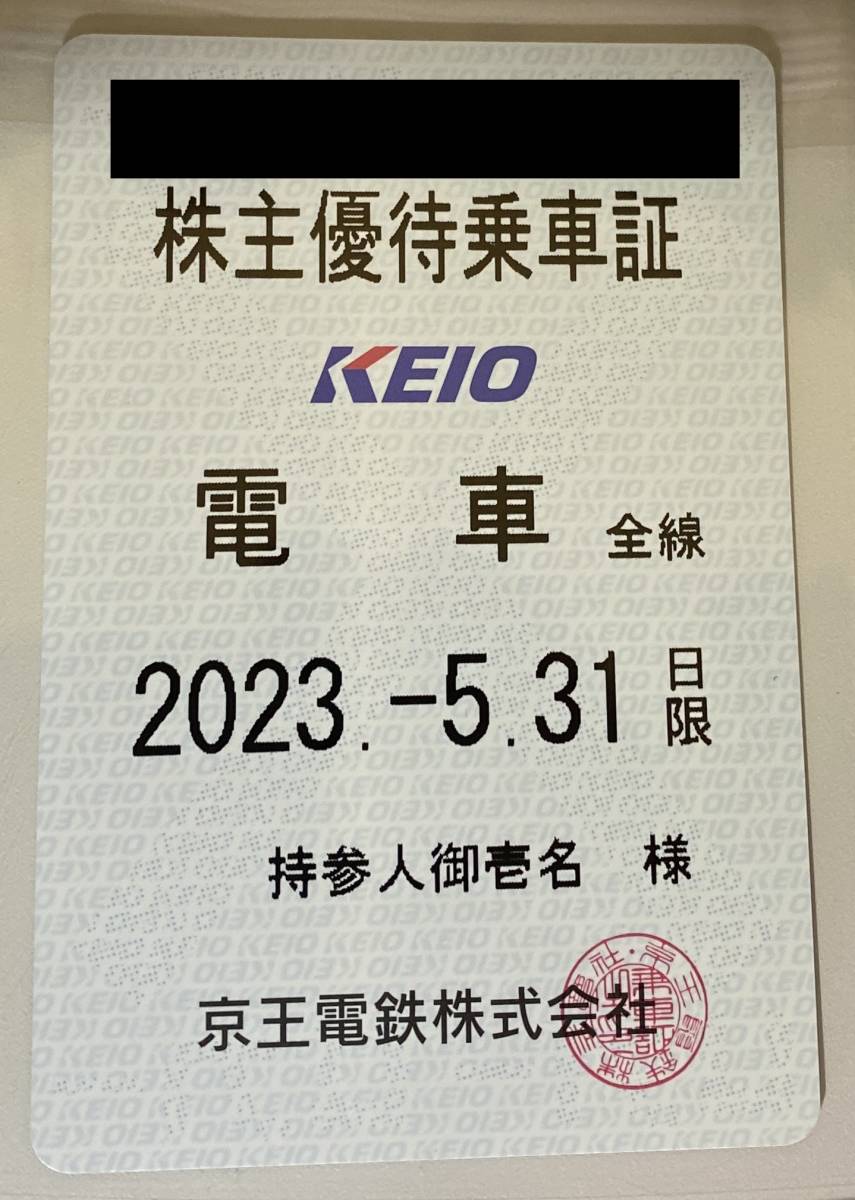 株主優待乗車証
KEIO
電車 全線
2023.-5.31 日限
持参人御壱名 様
京王電鉄株式会社